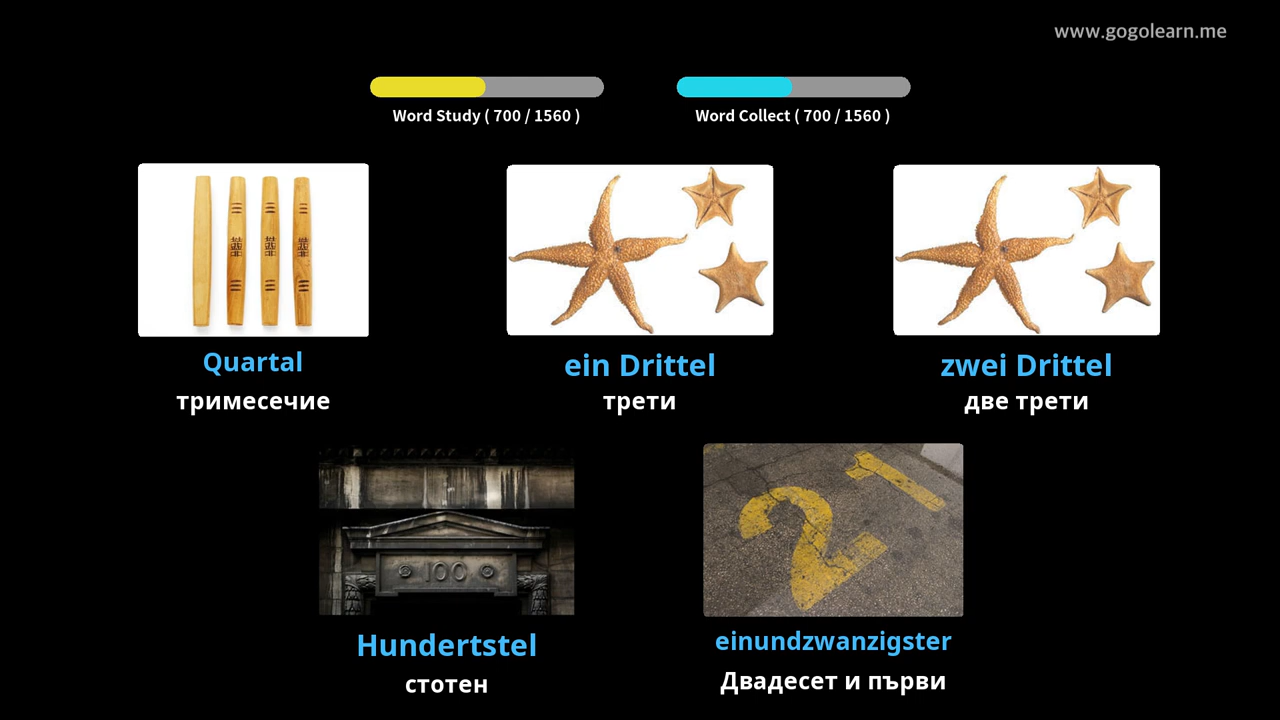 www.gogolearn.me
Word Study ( 700 / 1560 )
Word Collect ( 700 / 1560 )
Quartal
тримесечие
ein Drittel
трети
zwei Drittel
две трети
100
Hundertstel
стотен
21
einundzwanzigster
Двадесет и първи